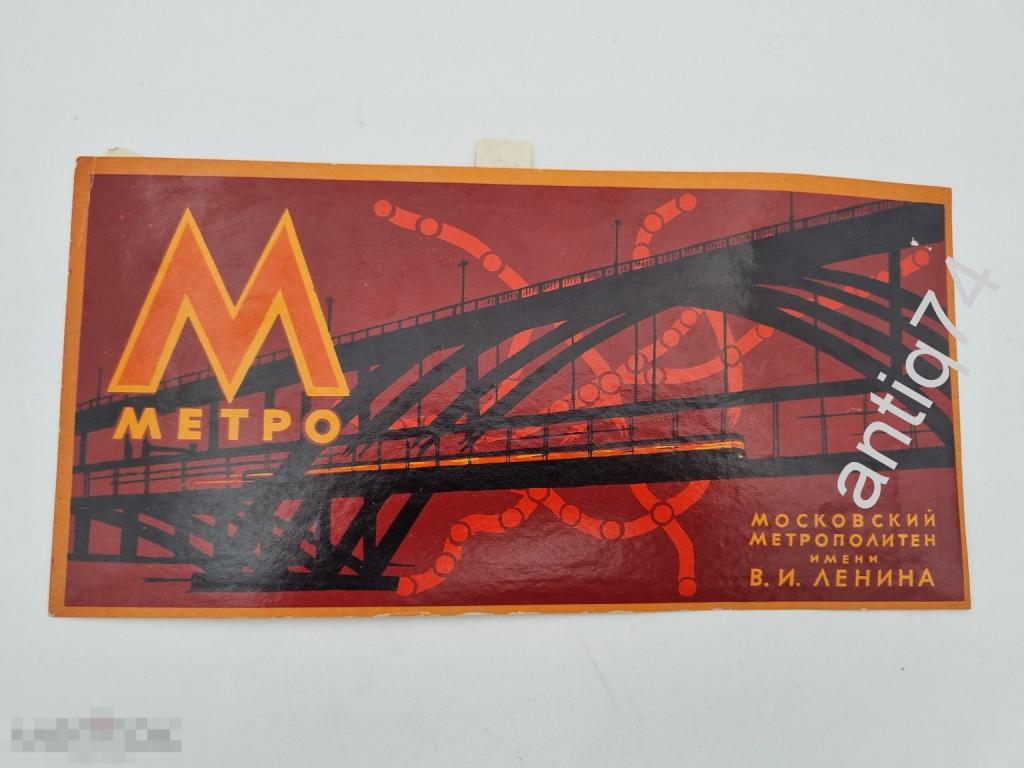 М
МЕТРО
МОСКОВСКИЙ
МЕТРОПОЛИТЕН
ИМЕНИ
В. И. ЛЕНИНА
antiq74